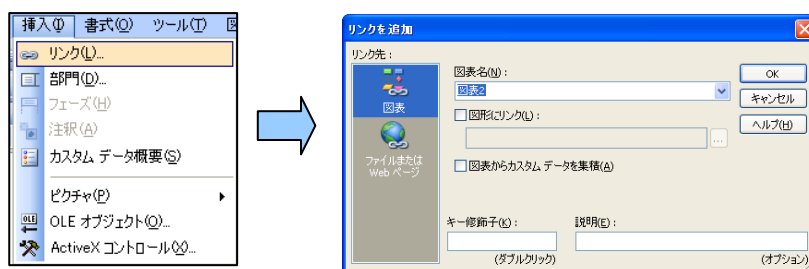 挿入(I) 書式(O) ツール(T) 図
リンク(L)...
部門(D)...
フェーズ(H)
注釈(A)
カスタム データ概要(S)
ピクチャ(P)
OLE オブジェクト(O)...
ActiveX コントロール(X)...
リンクを追加
リンク先：
図表
ファイルまたは
Web ページ
図表名(N)：
図表2
図形にリンク(L)：
...
図表からカスタム データを集積(A)
キー修飾子(K)：
説明(E)：
(ダブルクリック)
(オプション)
OK
キャンセル
ヘルプ(H)